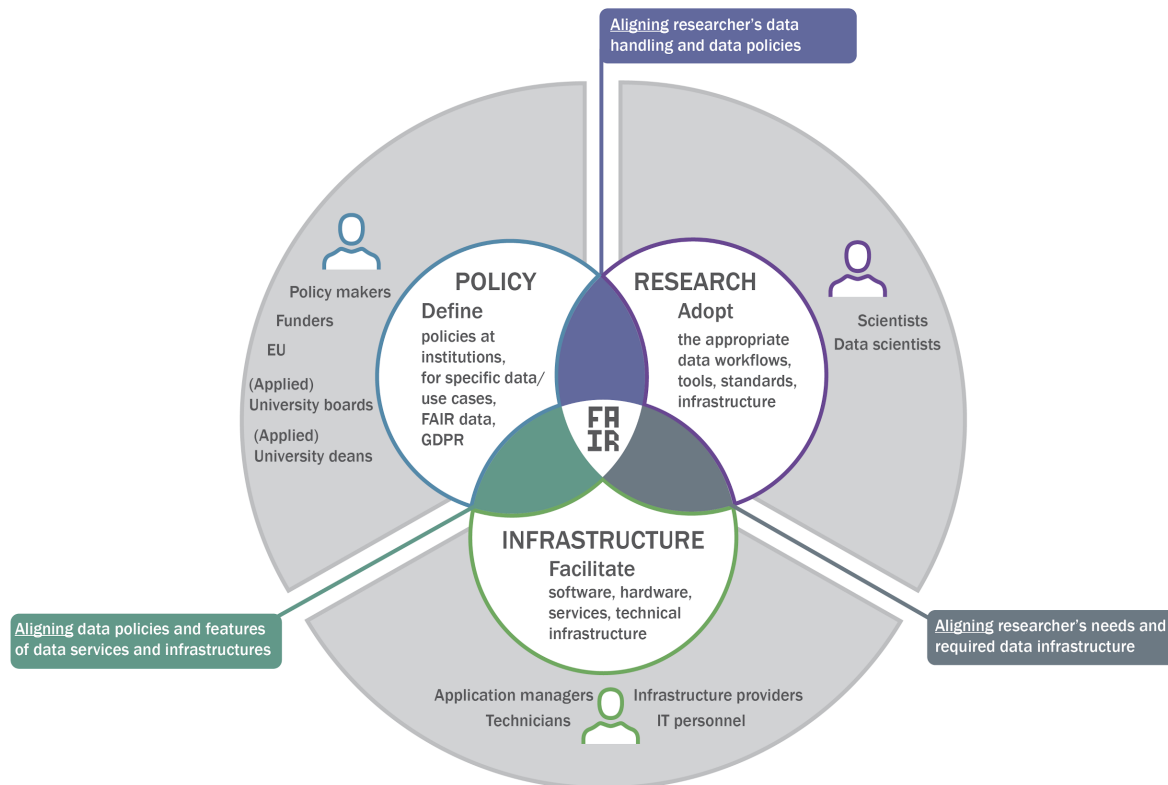 Aligning researcher's data
handling and data policies
POLICY
Define
policies at
institutions,
for specific data/
use cases,
FAIR data,
GDPR
RESEARCH
Adopt
the appropriate
data workflows,
tools, standards,
infrastructure
Policy makers
Funders
EU
(Applied)
University boards
(Applied)
University deans
Scientists
Data scientists
FA
IR
INFRASTRUCTURE
Facilitate
software, hardware,
services, technical
infrastructure
Aligning data policies and features
of data services and infrastructures
Aligning researcher's needs and
required data infrastructure
Application managers
Technicians
Infrastructure providers
IT personnel